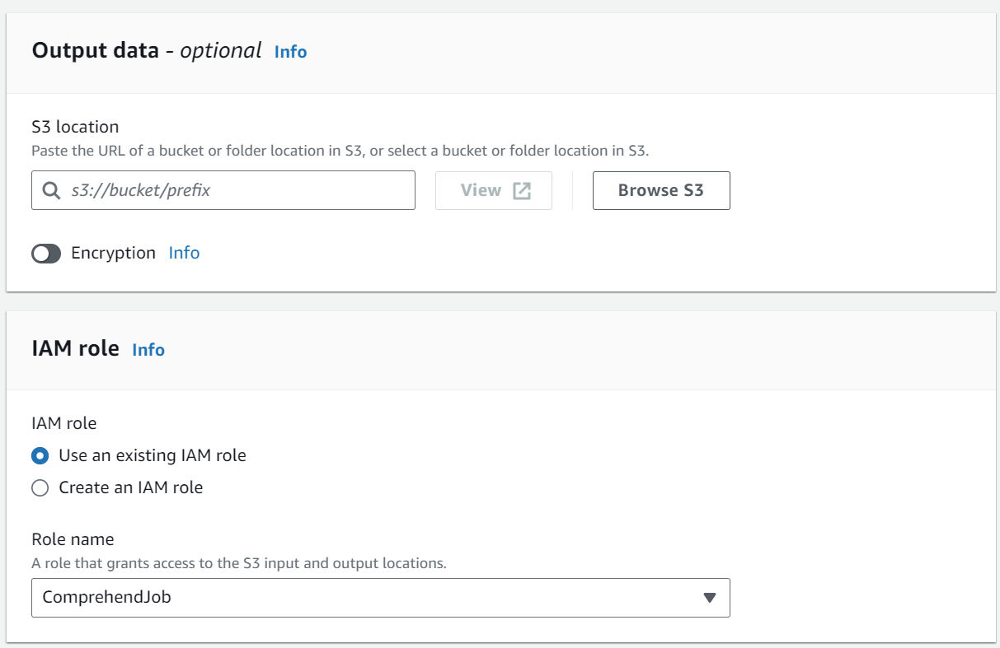 Output data - optional Info
S3 location
Paste the URL of a bucket or folder location in S3, or select a bucket or folder location in S3.
s3://bucket/prefix View Browse S3
Encryption Info
IAM role Info
IAM role
Use an existing IAM role
Create an IAM role
Role name
A role that grants access to the S3 input and output locations.
ComprehendJob